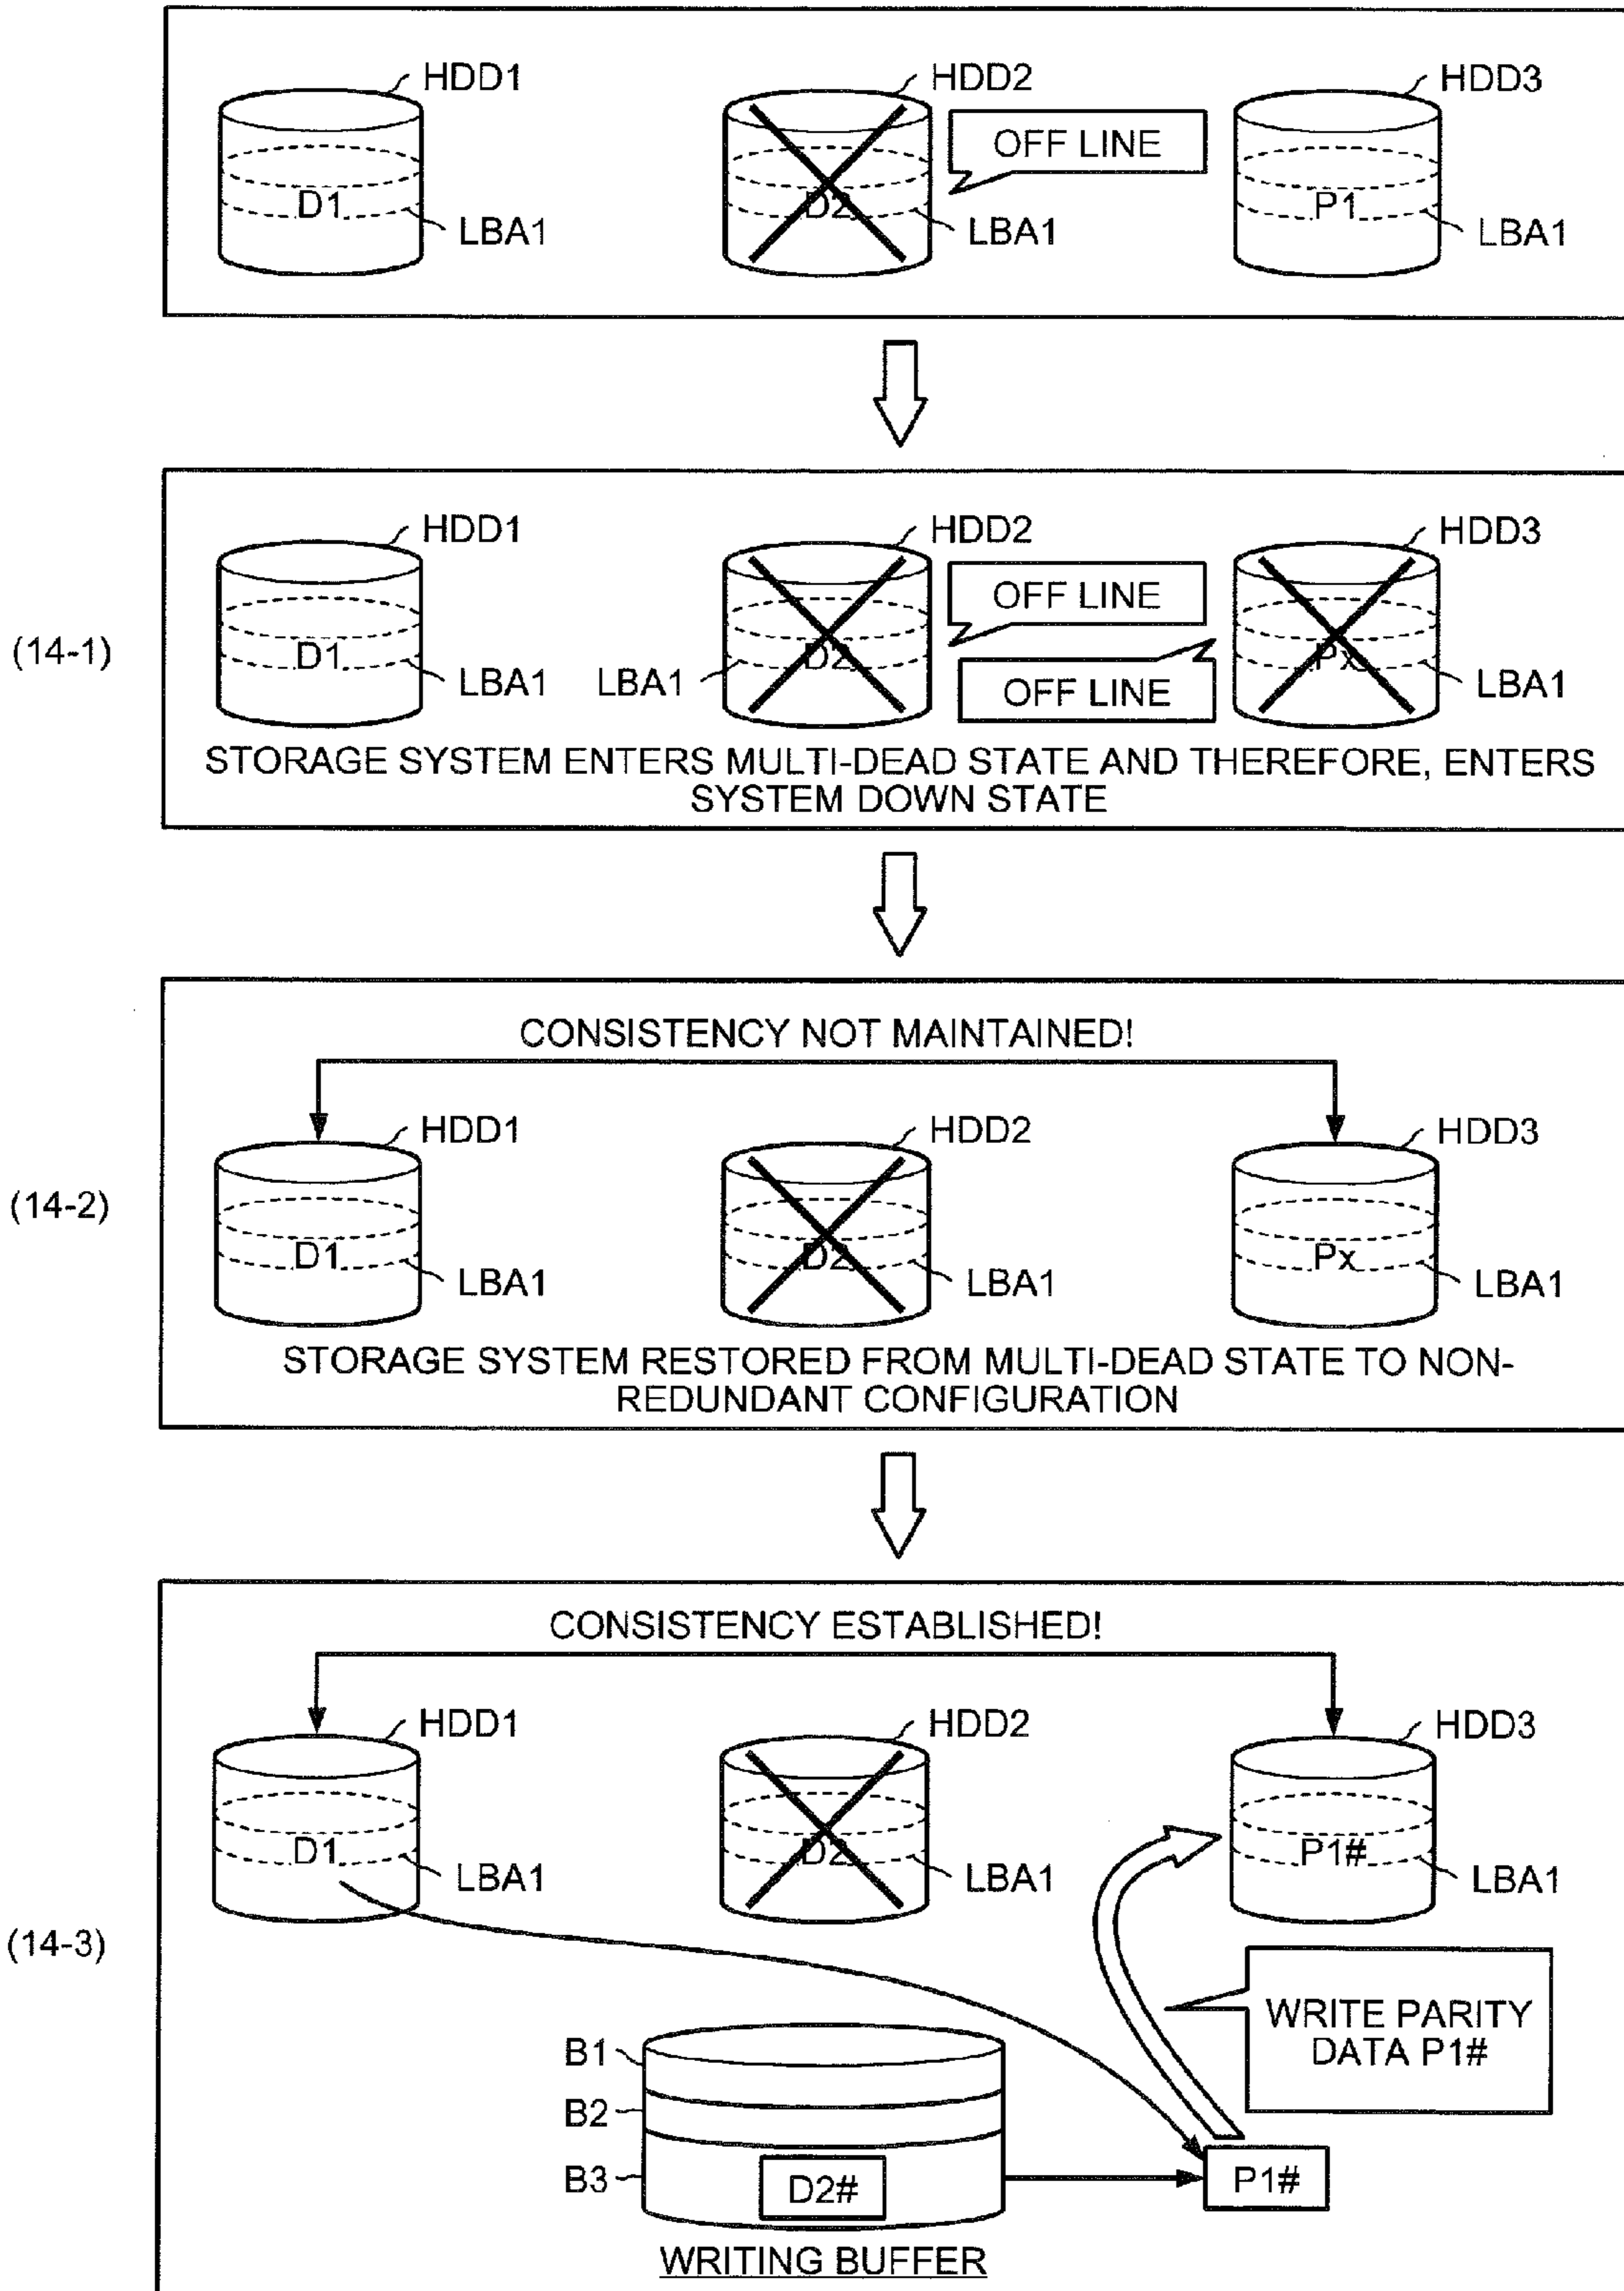 HDD1
HDD2
HDD3
OFF LINE
D1
D2
P1
LBA1
LBA1
LBA1
(14-1)
HDD1
HDD2
HDD3
OFF LINE
OFF LINE
D1
D2
Px
LBA1
LBA1
LBA1
STORAGE SYSTEM ENTERS MULTI-DEAD STATE AND THEREFORE, ENTERS
SYSTEM DOWN STATE
(14-2)
CONSISTENCY NOT MAINTAINED!
HDD1
HDD2
HDD3
D1
D2
Px
LBA1
LBA1
LBA1
STORAGE SYSTEM RESTORED FROM MULTI-DEAD STATE TO NON-
REDUNDANT CONFIGURATION
(14-3)
CONSISTENCY ESTABLISHED!
HDD1
HDD2
HDD3
D1
D2
P1#
LBA1
LBA1
LBA1
WRITE PARITY
DATA P1#
B1
B2
B3
D2#
P1#
WRITING BUFFER